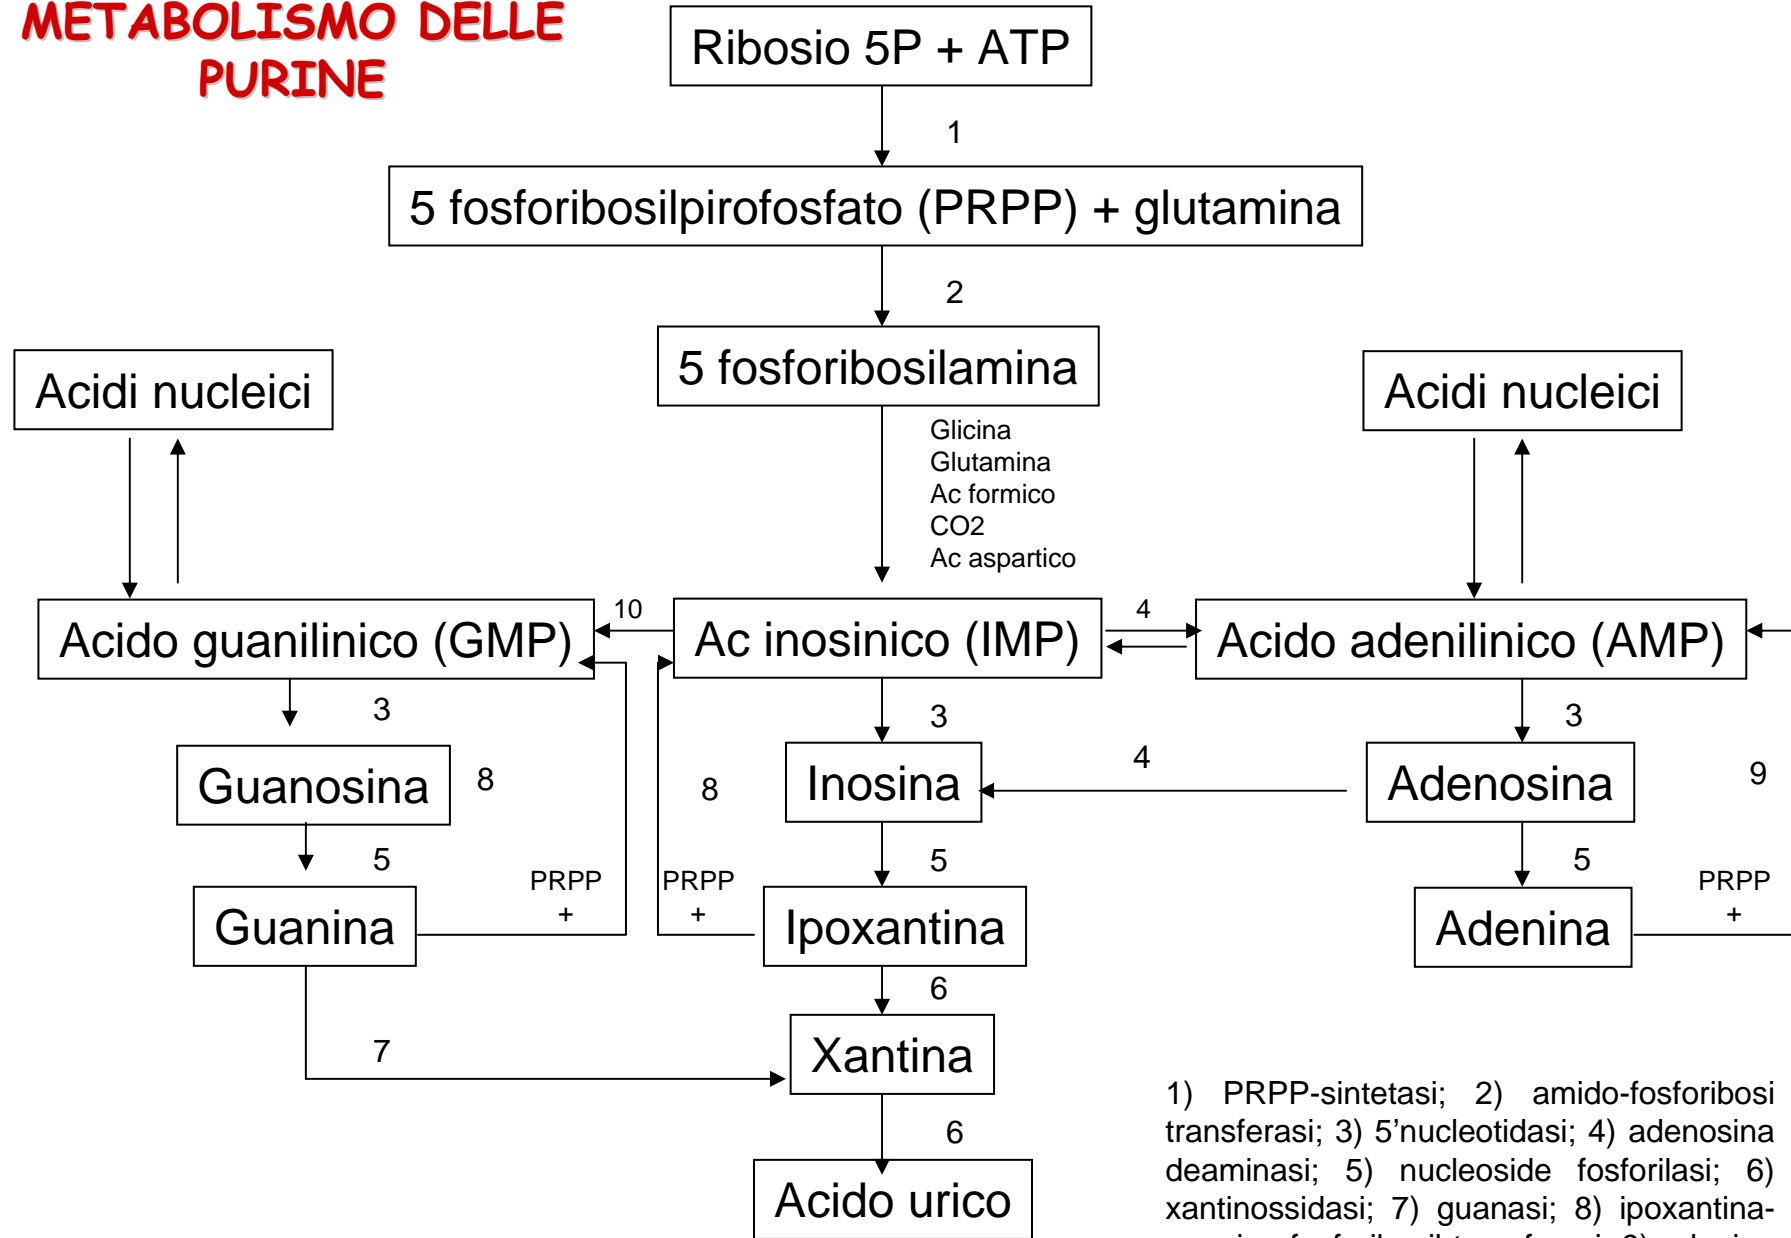 METABOLISMO DELLE
PURINE
Ribosio 5P + ATP
1
5 fosforibosilpirofosfato (PRPP) + glutamina
2
5 fosforibosilamina
Acidi nucleici
Acidi nucleici
Glicina
Glutamina
Ac formico
CO2
Ac aspartico
Acido guanilinico (GMP)
10
Ac inosinico (IMP)
4
Acido adenilinico (AMP)
3
3
3
Guanosina
8
8
Inosina
4
Adenosina
9
5
5
5
PRPP
+
PRPP
+
PRPP
+
Guanina
Ipoxantina
Adenina
6
7
Xantina
6
Acido urico
1) PRPP-sintetasi; 2) amido-fosforibosi
transferasi; 3) 5'nucleotidasi; 4) adenosina
deaminasi; 5) nucleoside fosforilasi; 6)
xantinossidasi; 7) guanasi; 8) ipoxantina-